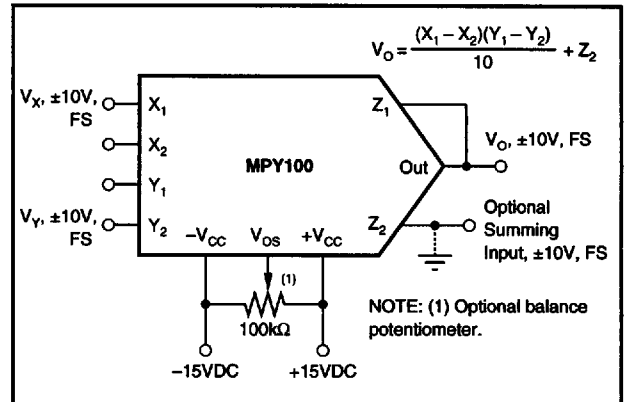 V_O = (X_1 − X_2)(Y_1 − Y_2) / 10 + Z_2
V_X, ±10V,
FS
X_1
X_2
Y_1
V_Y, ±10V,
FS
Y_2
MPY100
Z_1
Out
V_O, ±10V, FS
Z_2
Optional
Summing
Input, ±10V, FS
−V_CC
V_OS
+V_CC
(1)
100kΩ
NOTE: (1) Optional balance
potentiometer.
−15VDC
+15VDC